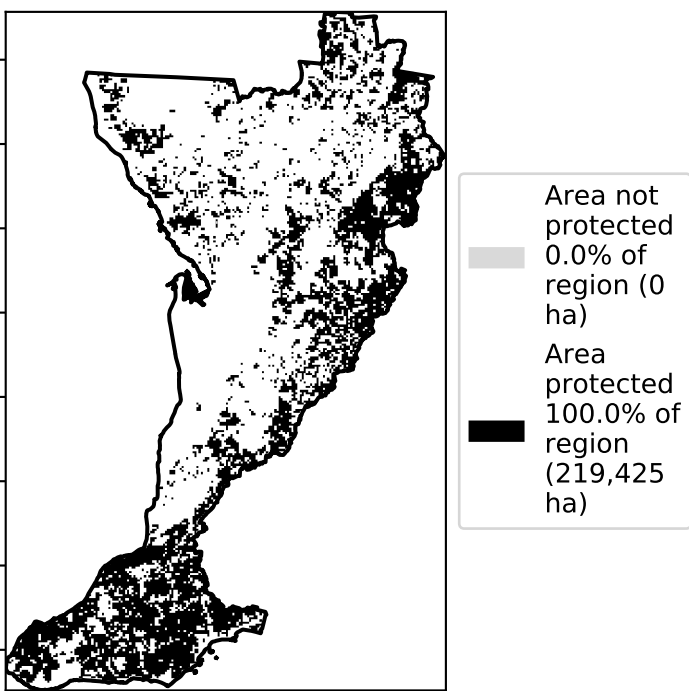 Area not
protected
0.0% of
region (0
ha)
Area
protected
100.0% of
region
(219,425
ha)